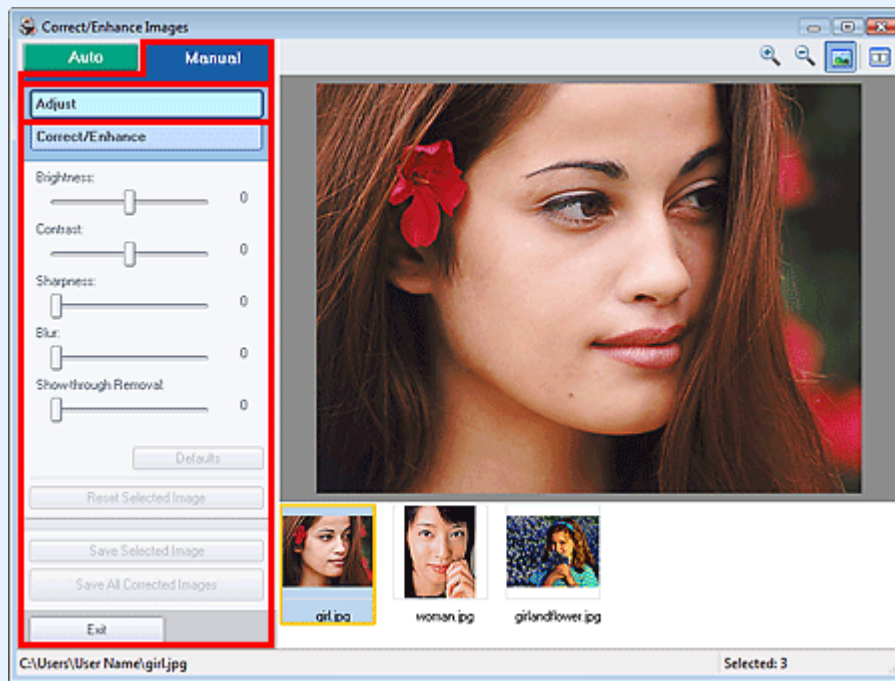 Correct/Enhance Images
Auto Manual
Adjust
Correct/Enhance
Brightness: 0
Contrast: 0
Sharpness: 0
Blur: 0
Show-through Removal: 0
Defaults
Reset Selected Image
Save Selected Image
Save All Corrected Images
Exit
girl.jpg woman.jpg girlandflower.jpg
C:\Users\User Name\girl.jpg Selected: 3